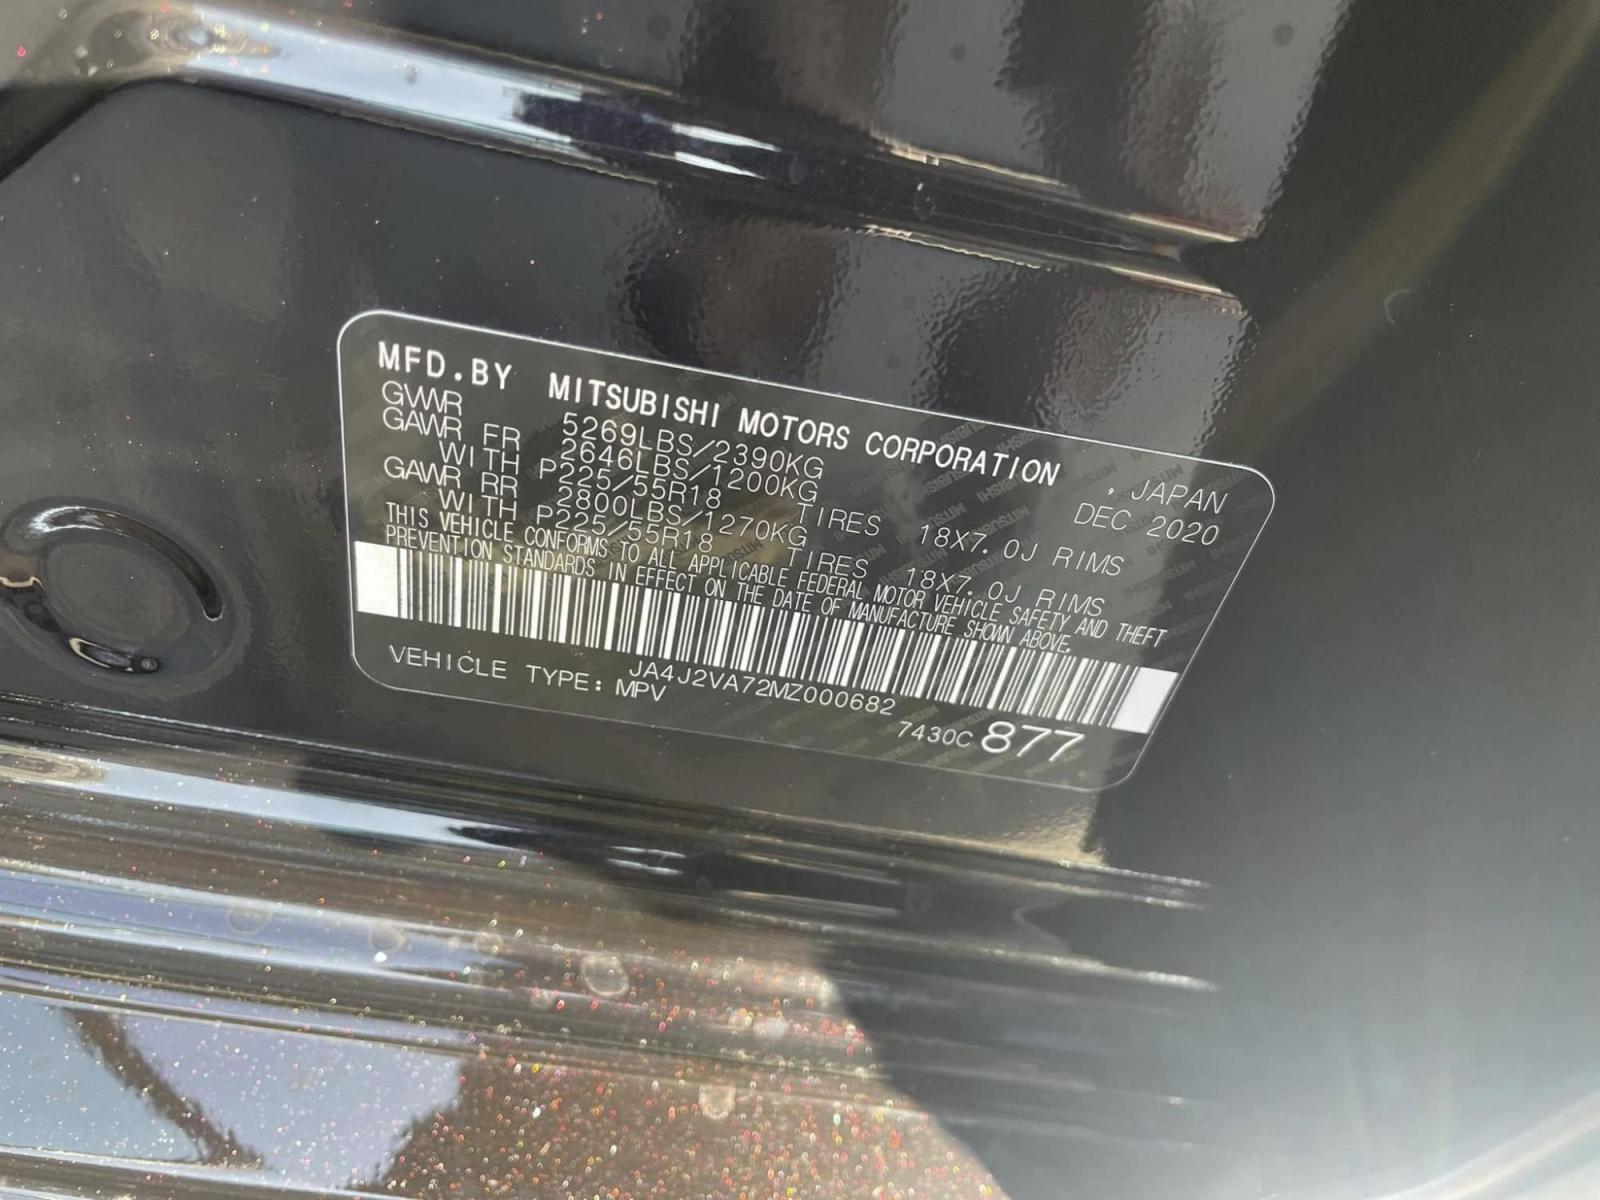 MFD.BY MITSUBISHI MOTORS CORPORATION , JAPAN
GVWR 5269LBS/2390KG DEC 2020
GAWR FR 2646LBS/1200KG
WITH P225/55R18 TIRES 18X7.0J RIMS
GAWR RR 2800LBS/1270KG
WITH P225/55R18 TIRES 18X7.0J RIMS
THIS VEHICLE CONFORMS TO ALL APPLICABLE FEDERAL MOTOR VEHICLE SAFETY AND THEFT
PREVENTION STANDARDS IN EFFECT ON THE DATE OF MANUFACTURE SHOWN ABOVE.
JA4J2VA72MZ000682
VEHICLE TYPE: MPV 7430C 877